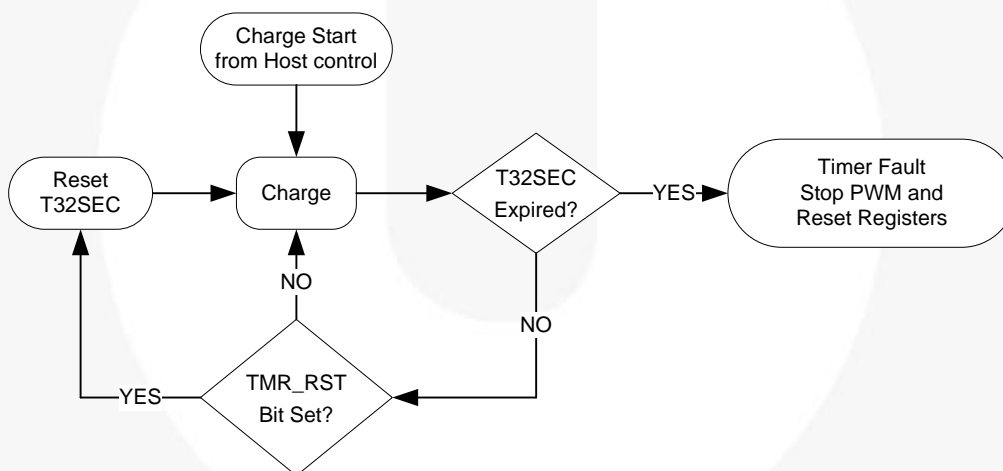 Charge Start
from Host control
Reset
T32SEC
Charge
T32SEC
Expired?
YES
Timer Fault
Stop PWM and
Reset Registers
NO
NO
YES
TMR_RST
Bit Set?